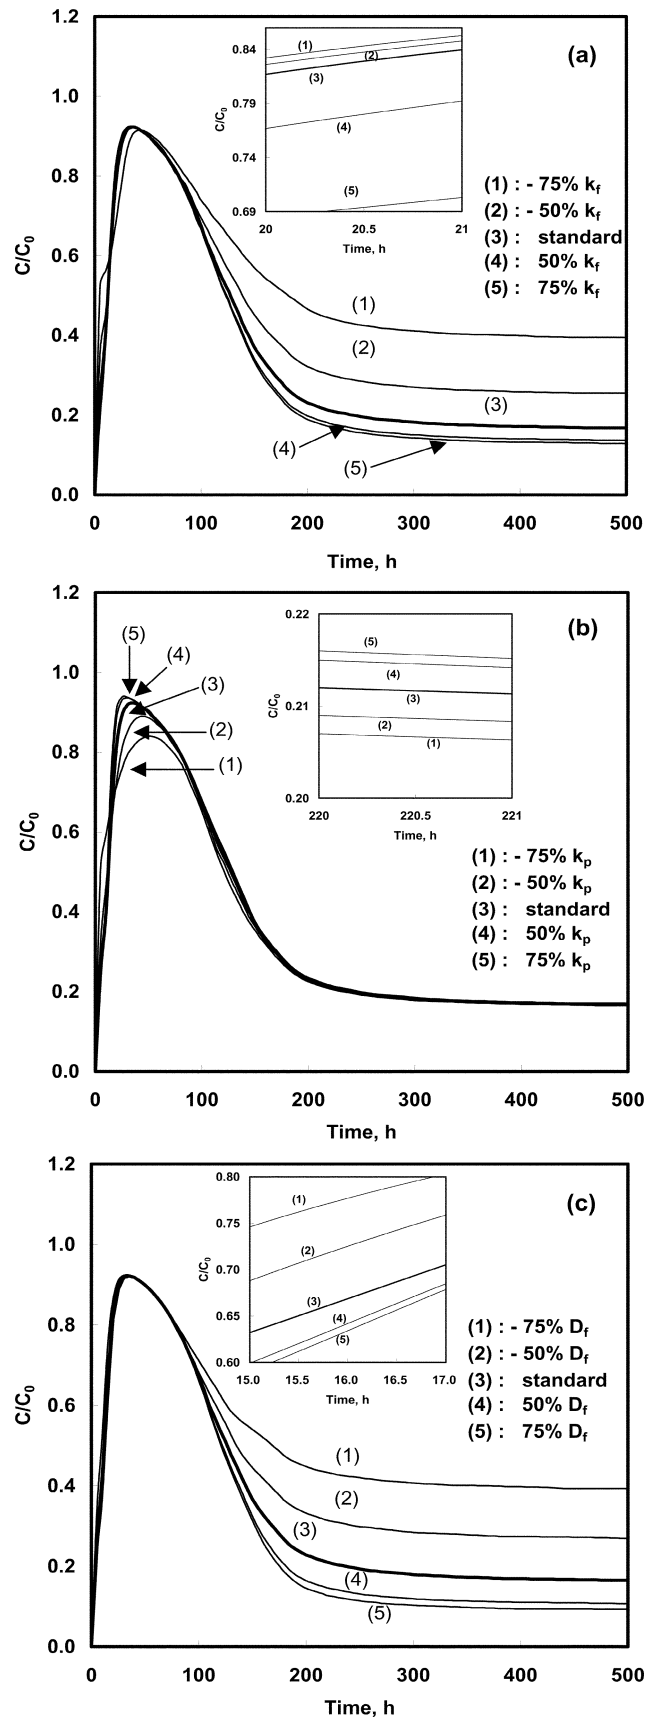 (a)
C/C0
1.2
1.0
0.8
0.6
0.4
0.2
0.0
0 100 200 300 400 500
Time, h
C/C0
0.84
0.79
0.74
0.69
20 20.5 21
Time, h
(1)
(2)
(3)
(4)
(5)
(1) : - 75% kf
(2) : - 50% kf
(3) : standard
(4) : 50% kf
(5) : 75% kf
(1)
(2)
(3)
(4)
(5)
(b)
C/C0
1.2
1.0
0.8
0.6
0.4
0.2
0.0
0 100 200 300 400 500
Time, h
(5)
(4)
(3)
(2)
(1)
C/C0
0.22
0.21
0.20
220 220.5 221
Time, h
(5)
(4)
(3)
(2)
(1)
(1) : - 75% kp
(2) : - 50% kp
(3) : standard
(4) : 50% kp
(5) : 75% kp
(c)
C/C0
1.2
1.0
0.8
0.6
0.4
0.2
0.0
0 100 200 300 400 500
Time, h
C/C0
0.80
0.75
0.70
0.65
0.60
15.0 15.5 16.0 16.5 17.0
Time, h
(1)
(2)
(3)
(4)
(5)
(1) : - 75% Df
(2) : - 50% Df
(3) : standard
(4) : 50% Df
(5) : 75% Df
(1)
(2)
(3)
(4)
(5)